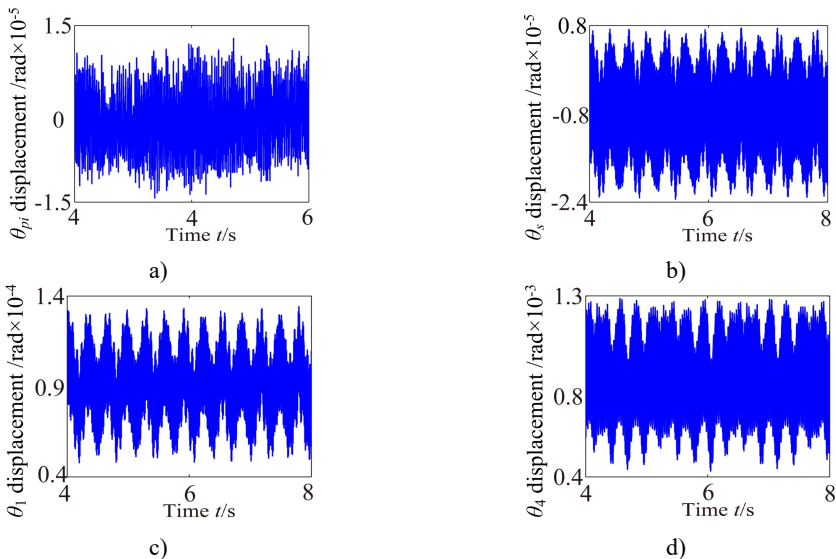 1.5
0
-1.5
θpi displacement /rad×10⁻⁵
4
4
6
Time t/s
a)
0.8
-0.8
-2.4
θs displacement /rad×10⁻⁵
4
6
8
Time t/s
b)
1.4
0.9
0.4
θ1 displacement /rad×10⁻⁴
4
6
8
Time t/s
c)
1.3
0.8
0.4
θ4 displacement /rad×10⁻³
4
6
8
Time t/s
d)